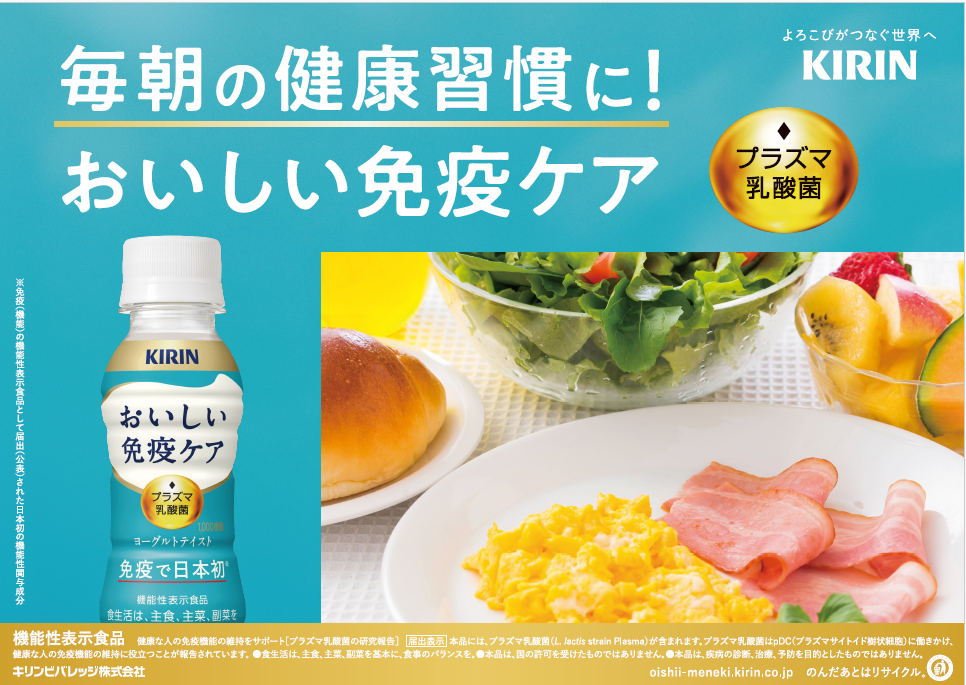 毎朝の健康習慣に!
おいしい免疫ケア
よろこびがつなぐ世界へ
KIRIN
プラズマ
乳酸菌
※免疫(機能)の機能性表示食品として届出(公表)された日本初の機能性関与成分
KIRIN
おいしい
免疫ケア
プラズマ
乳酸菌
1,000億個
ヨーグルトテイスト
免疫で日本初※
機能性表示食品
食生活は、主食、主菜、副菜を
機能性表示食品 健康な人の免疫機能の維持をサポート[プラズマ乳酸菌の研究報告] 届出表示 本品には、プラズマ乳酸菌(L. lactis strain Plasma)が含まれます。プラズマ乳酸菌はpDC(プラズマサイトイド樹状細胞)に働きかけ、
健康な人の免疫機能の維持に役立つことが報告されています。 ●食生活は、主食、主菜、副菜を基本に、食事のバランスを。●本品は、国の許可を受けたものではありません。●本品は、疾病の診断、治療、予防を目的としたものではありません。
キリンビバレッジ株式会社 oishii-meneki.kirin.co.jp のんだあとはリサイクル。